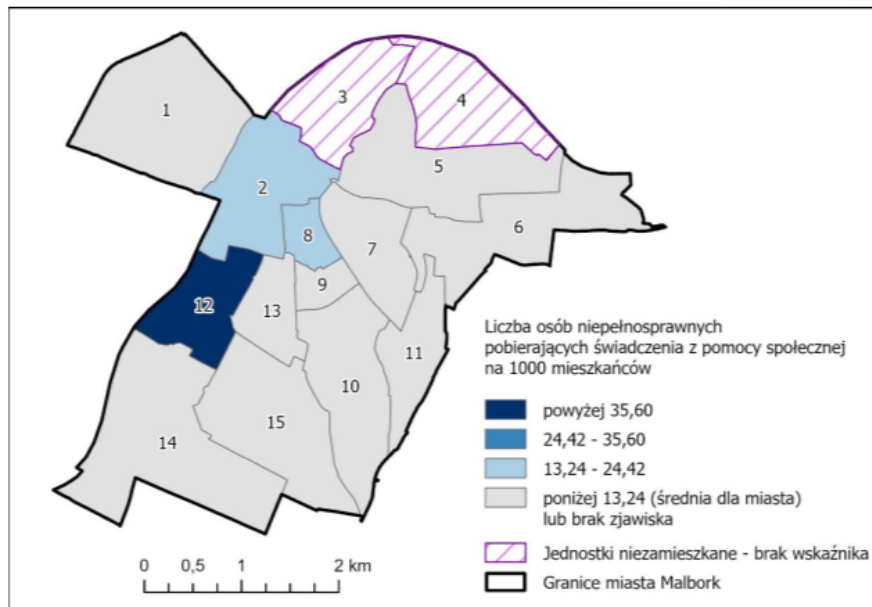 1
3
4
2
5
6
8
7
9
12
13
11
10
15
14
Liczba osób niepełnosprawnych
pobierających świadczenia z pomocy społecznej
na 1000 mieszkańców
powyżej 35,60
24,42 - 35,60
13,24 - 24,42
poniżej 13,24 (średnia dla miasta)
lub brak zjawiska
Jednostki niezamieszkane - brak wskaźnika
Granice miasta Malbork
0 0,5 1 2 km